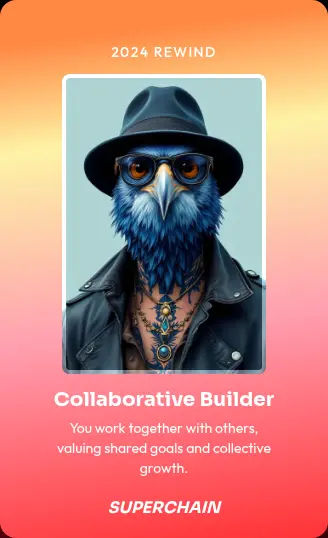 2024 REWIND
Collaborative Builder
You work together with others,
valuing shared goals and collective
growth.
SUPERCHAIN